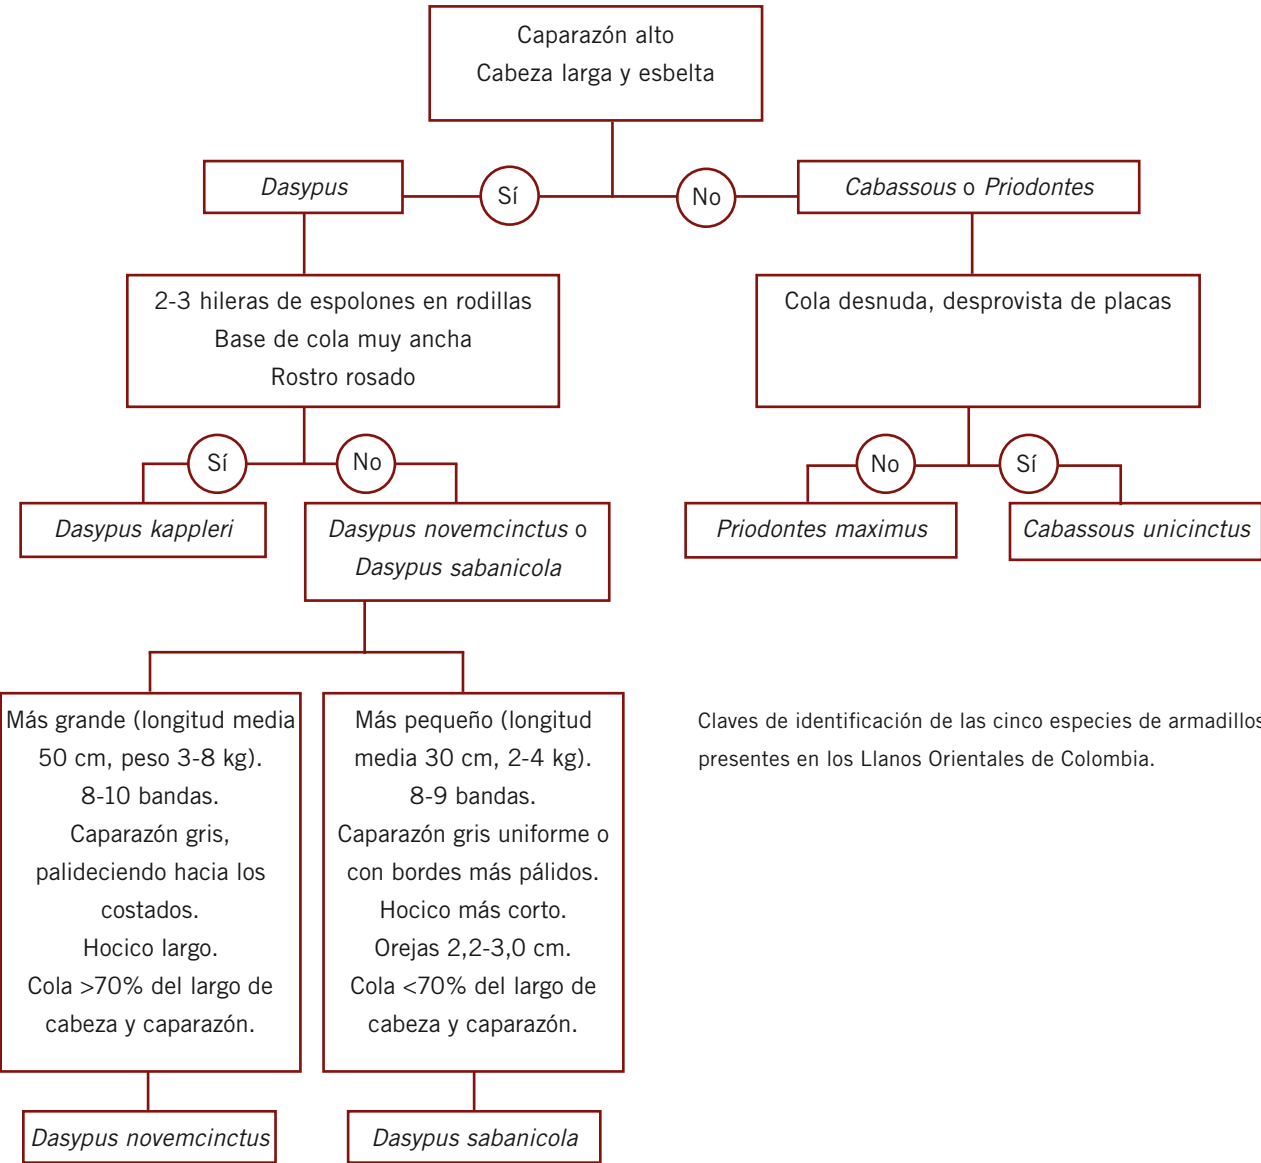 Caparazón alto
Cabeza larga y esbelta
Dasypus
Sí
No
Cabassous o Priodontes
2-3 hileras de espolones en rodillas
Base de cola muy ancha
Rostro rosado
Cola desnuda, desprovista de placas
Sí
No
No
Sí
Dasypus kappleri
Dasypus novemcinctus o
Dasypus sabanicola
Priodontes maximus
Cabassous unicinctus
Más grande (longitud media
50 cm, peso 3-8 kg).
8-10 bandas.
Caparazón gris,
palideciendo hacia los
costados.
Hocico largo.
Cola >70% del largo de
cabeza y caparazón.
Más pequeño (longitud
media 30 cm, 2-4 kg).
8-9 bandas.
Caparazón gris uniforme o
con bordes más pálidos.
Hocico más corto.
Orejas 2,2-3,0 cm.
Cola <70% del largo de
cabeza y caparazón.
Claves de identificación de las cinco especies de armadillos
presentes en los Llanos Orientales de Colombia.
Dasypus novemcinctus
Dasypus sabanicola